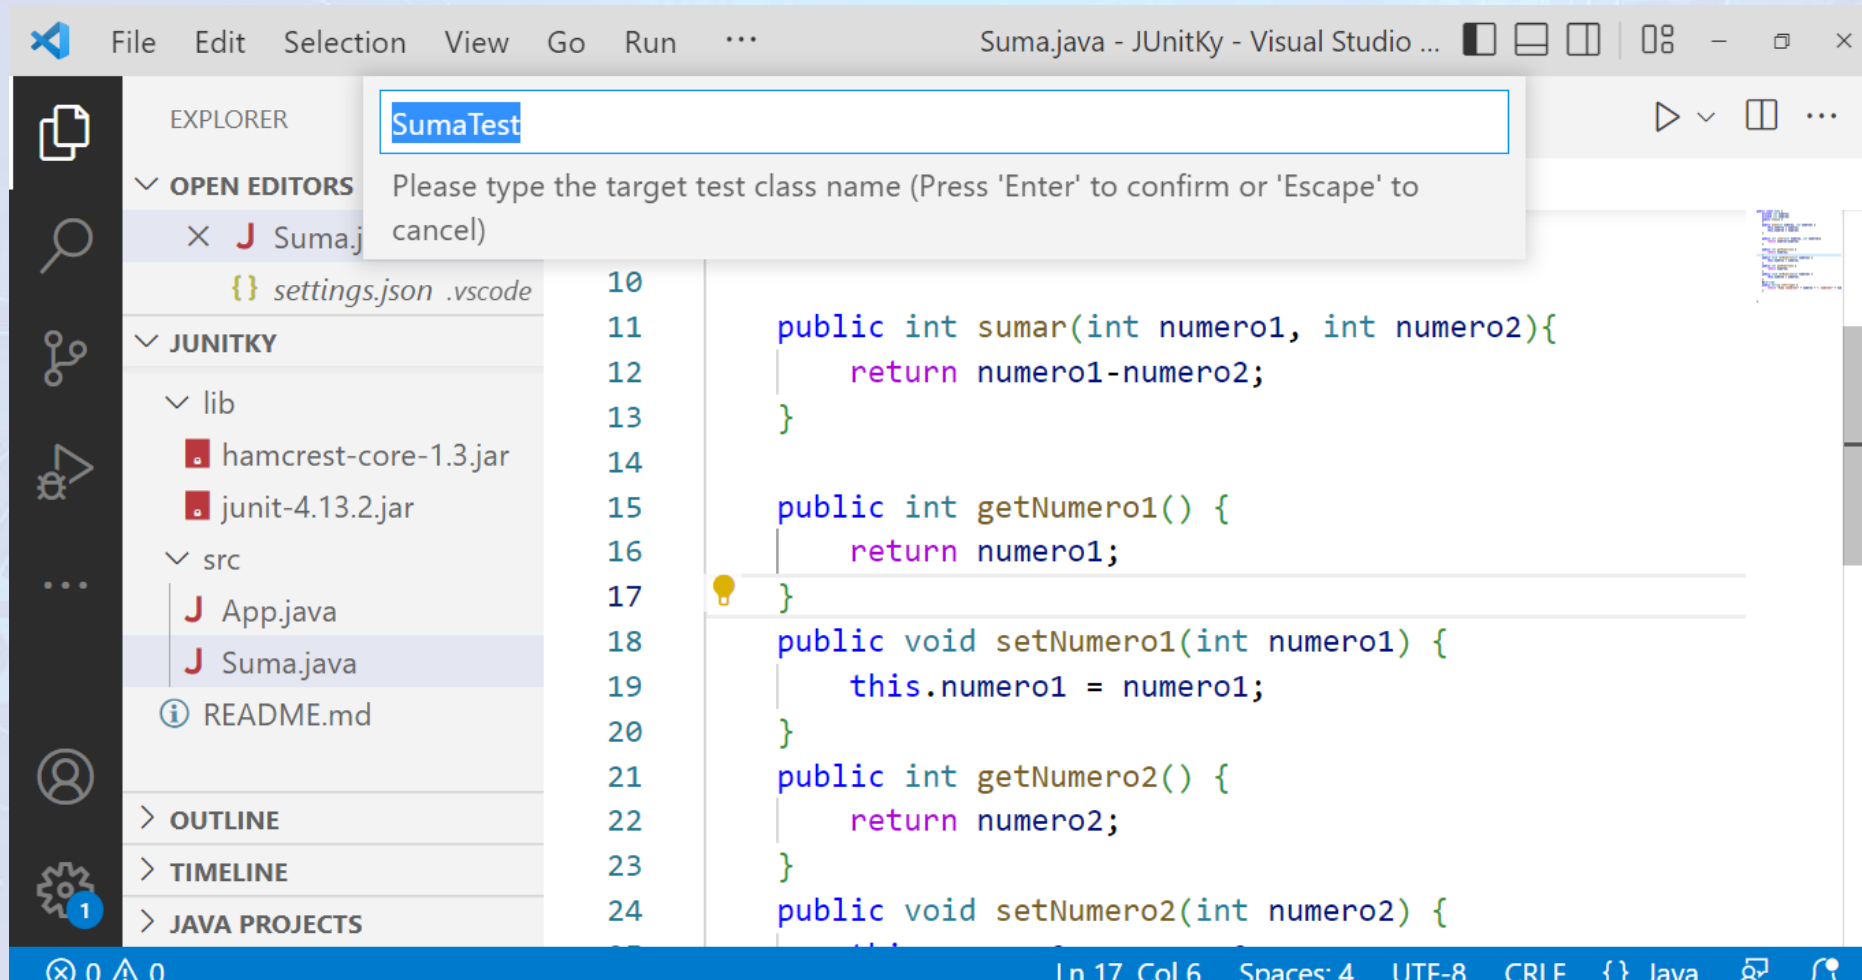 File Edit Selection View Go Run ··· Suma.java - JUnitKy - Visual Studio ...
EXPLORER
SumaTest
Please type the target test class name (Press 'Enter' to confirm or 'Escape' to
cancel)
OPEN EDITORS
J Suma.j
{} settings.json .vscode
JUNITKY
lib
hamcrest-core-1.3.jar
junit-4.13.2.jar
src
J App.java
J Suma.java
README.md
OUTLINE
TIMELINE
JAVA PROJECTS
1
10
11 public int sumar(int numero1, int numero2){
12 return numero1-numero2;
13 }
14
15 public int getNumero1() {
16 return numero1;
17 }
18 public void setNumero1(int numero1) {
19 this.numero1 = numero1;
20 }
21 public int getNumero2() {
22 return numero2;
23 }
24 public void setNumero2(int numero2) {
0 0 Ln 17, Col 6 Spaces: 4 UTF-8 CRLF {} Java